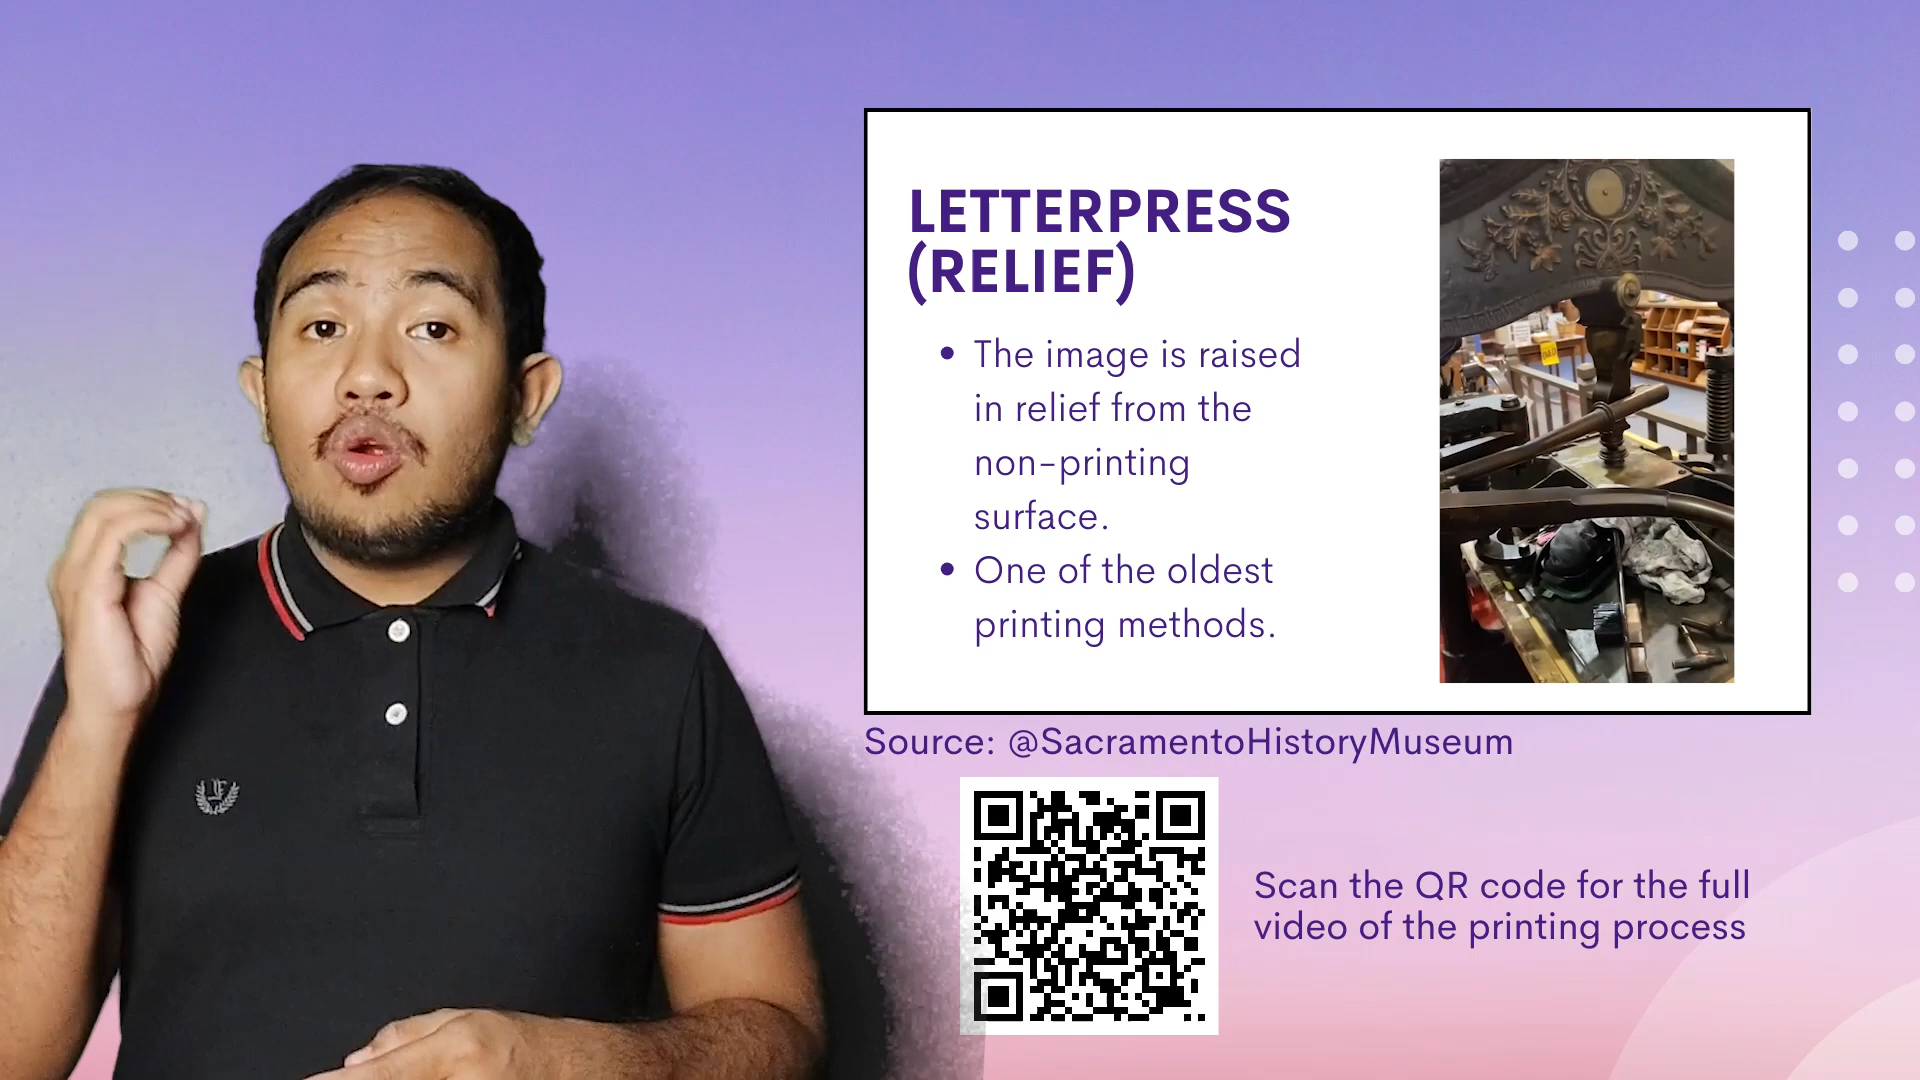 LETTERPRESS
(RELIEF)
• The image is raised
in relief from the
non-printing
surface.
• One of the oldest
printing methods.
Source: @SacramentoHistoryMuseum
Scan the QR code for the full
video of the printing process